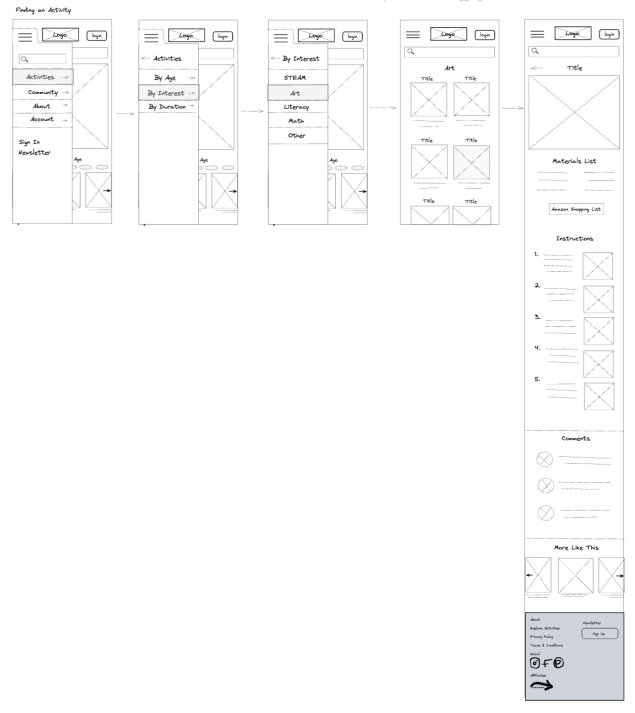 Finding an Activity
Logo
login
Activities
Community
About
Account
Sign In
Newsletter
Age
Logo
login
Activities
By Age
By Interest
By Duration
Age
Logo
login
By Interest
STEAM
Art
Literacy
Math
Other
Age
Logo
login
Art
Title Title
Title Title
Title Title
Logo
login
Title
Materials List
Amazon Shopping List
Instructions
1.
2.
3.
4.
5.
Comments
More Like This
About
Explore Activities
Privacy Policy
Terms & Conditions
Social
Affiliates
Newsletter
Sign Up